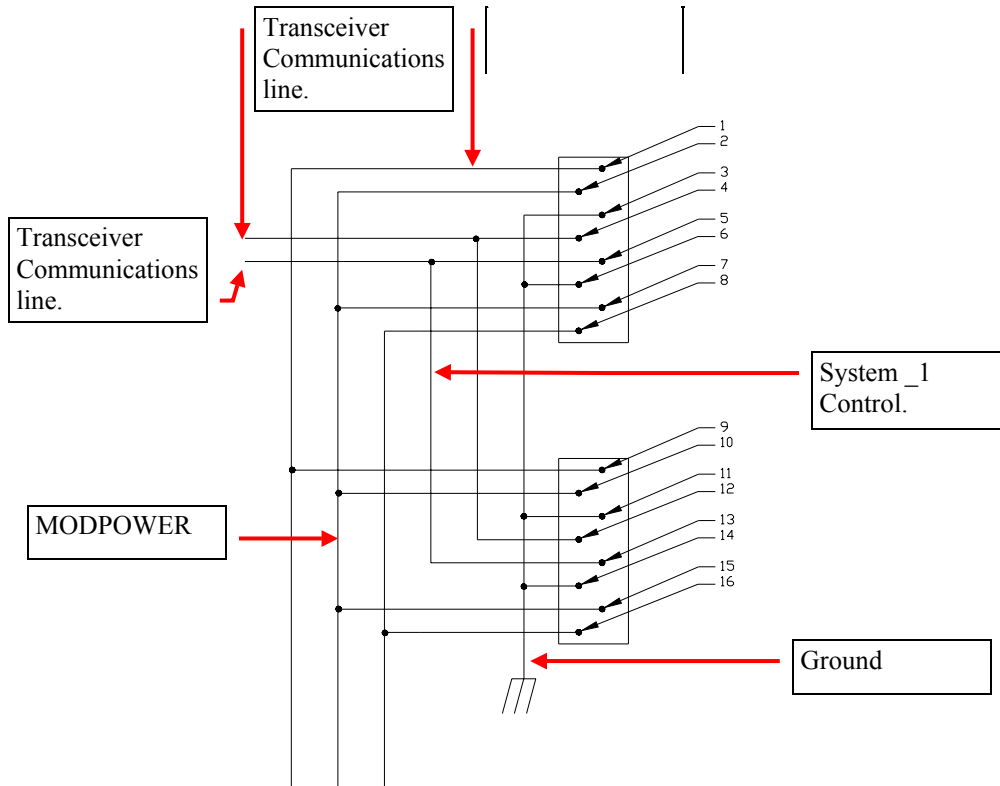 Transceiver
Communications
line.
1
2
3
4
5
6
7
8
Transceiver
Communications
line.
System _1
Control.
9
10
11
12
13
14
15
16
MODPOWER
Ground